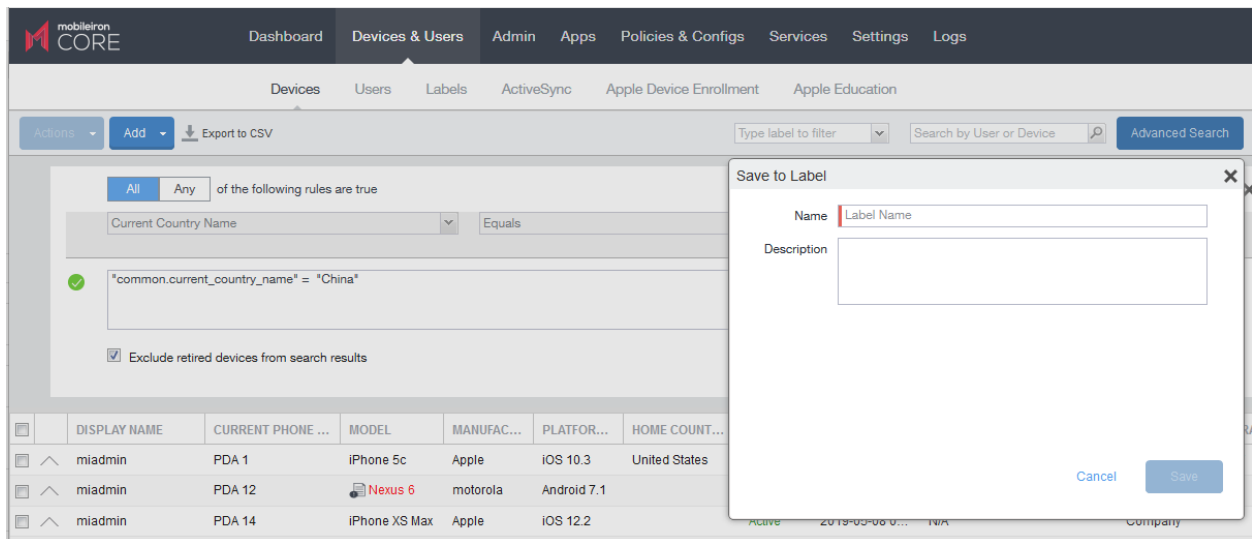 mobileiron
CORE
Dashboard Devices & Users Admin Apps Policies & Configs Services Settings Logs
Devices Users Labels ActiveSync Apple Device Enrollment Apple Education
Actions Add Export to CSV Type label to filter Search by User or Device Advanced Search
Save to Label
All Any of the following rules are true
Name Label Name
Current Country Name Equals
Description
"common.current_country_name" = "China"
Exclude retired devices from search results
DISPLAY NAME CURRENT PHONE ... MODEL MANUFAC... PLATFOR... HOME COUNT...
miadmin PDA 1 iPhone 5c Apple iOS 10.3 United States
Cancel Save
miadmin PDA 12 Nexus 6 motorola Android 7.1
miadmin PDA 14 iPhone XS Max Apple iOS 12.2 Active 2019-05-08 0... N/A Company